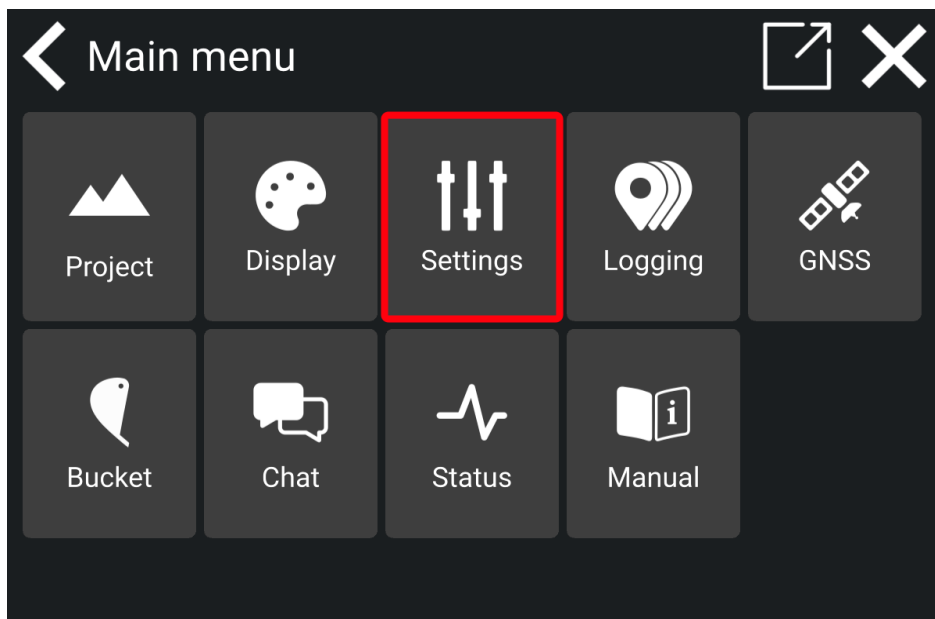 Main menu
Project
Display
Settings
Logging
GNSS
Bucket
Chat
Status
i
Manual